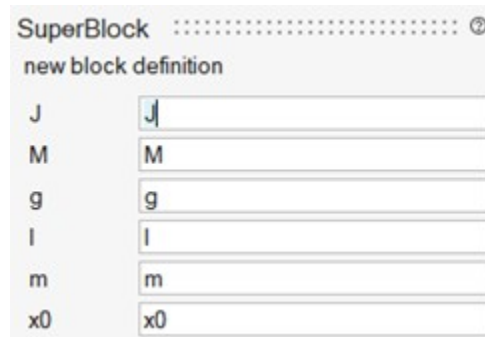 SuperBlock
new block definition
J J
M M
g g
l l
m m
x0 x0